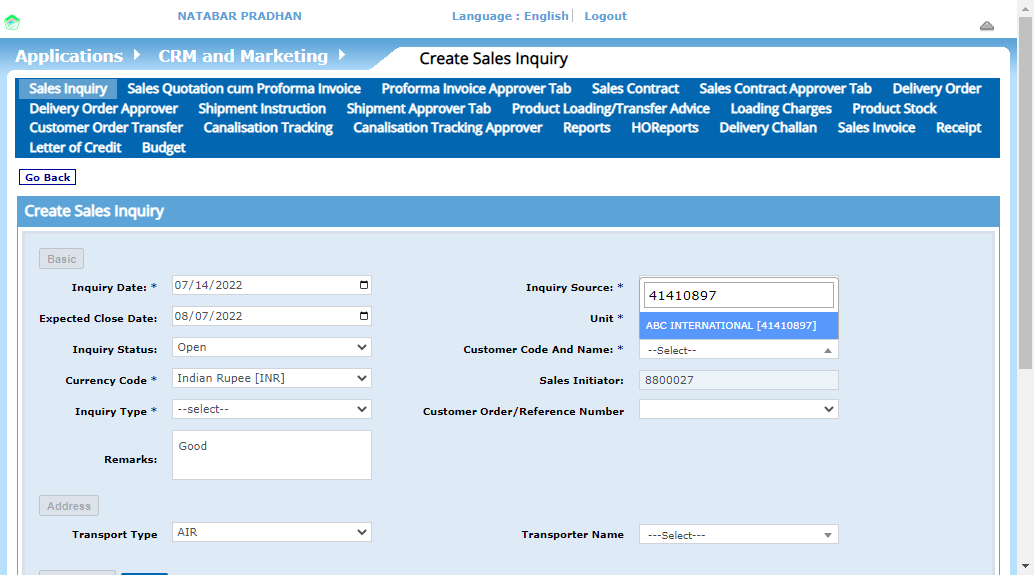 NATABAR PRADHAN Language : English Logout
Applications CRM and Marketing Create Sales Inquiry
Sales Inquiry Sales Quotation cum Proforma Invoice Proforma Invoice Approver Tab Sales Contract Sales Contract Approver Tab Delivery Order
Delivery Order Approver Shipment Instruction Shipment Approver Tab Product Loading/Transfer Advice Loading Charges Product Stock
Customer Order Transfer Canalisation Tracking Canalisation Tracking Approver Reports HOReports Delivery Challan Sales Invoice Receipt
Letter of Credit Budget
Go Back
Create Sales Inquiry
Basic
Inquiry Date: * 07/14/2022 Inquiry Source: * 41410897
Expected Close Date: 08/07/2022 Unit * ABC INTERNATIONAL [41410897]
Inquiry Status: Open Customer Code And Name: * --Select--
Currency Code * Indian Rupee [INR] Sales Initiator: 8800027
Inquiry Type * --select-- Customer Order/Reference Number
Remarks: Good
Address
Transport Type AIR Transporter Name ---Select---